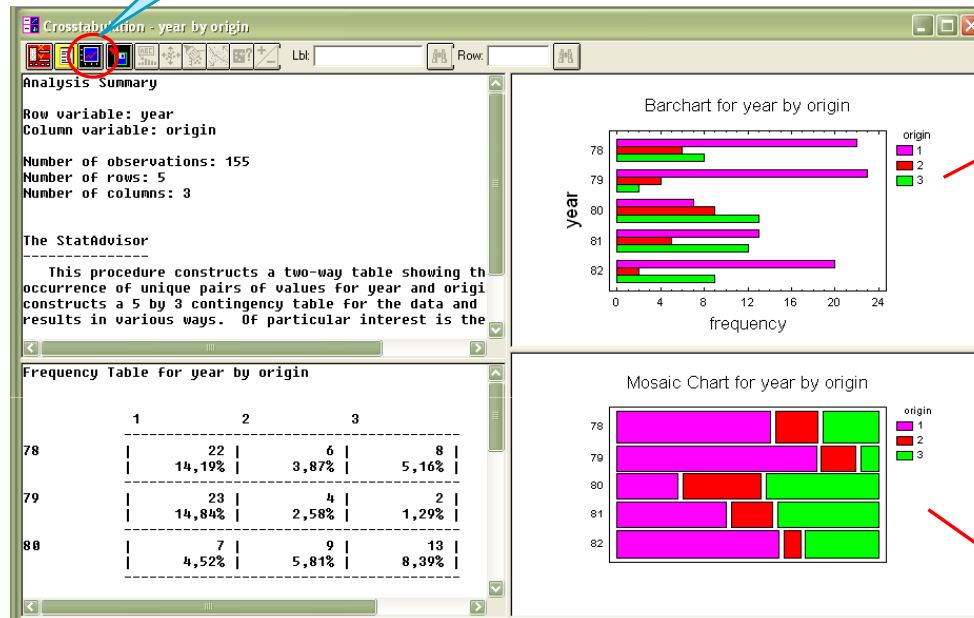 Crosstabulation - year by origin
Lbl: Row:
Analysis Summary
Row variable: year
Column variable: origin
Number of observations: 155
Number of rows: 5
Number of columns: 3
The StatAdvisor
---------------
This procedure constructs a two-way table showing th
occurrence of unique pairs of values for year and origi
constructs a 5 by 3 contingency table for the data and
results in various ways. Of particular interest is the
Frequency Table for year by origin
1 2 3
78 | 22 | 6 | 8 |
| 14,19% | 3,87% | 5,16% |
79 | 23 | 4 | 2 |
| 14,84% | 2,58% | 1,29% |
80 | 7 | 9 | 13 |
| 4,52% | 5,81% | 8,39% |
Barchart for year by origin
origin
1
2
3
year
78
79
80
81
82
0 4 8 12 16 20 24
frequency
Mosaic Chart for year by origin
origin
1
2
3
78
79
80
81
82